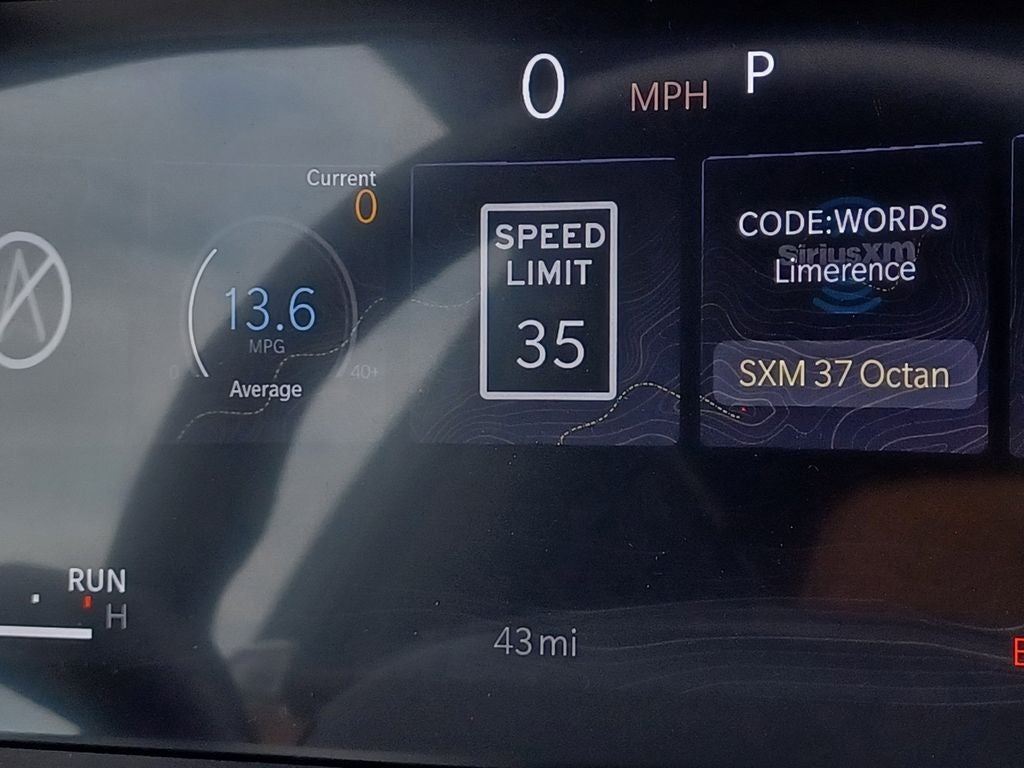 0 MPH P
Current
0
13.6
MPG
0 40+
Average
SPEED
LIMIT
35
CODE:WORDS
SiriusXM
Limerence
SXM 37 Octan
RUN
H
43 mi
E